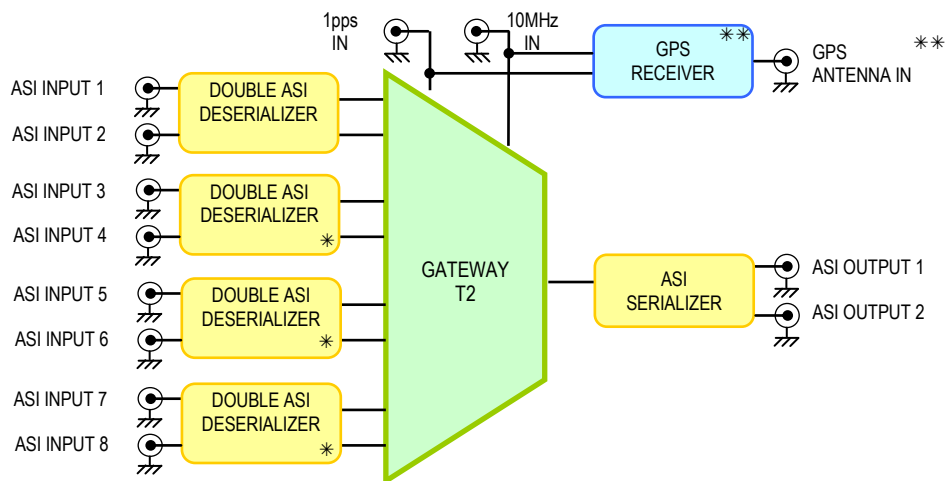 1pps
IN
10MHz
IN
GPS
RECEIVER
**
GPS
ANTENNA IN
**
ASI INPUT 1
ASI INPUT 2
DOUBLE ASI
DESERIALIZER
ASI INPUT 3
ASI INPUT 4
DOUBLE ASI
DESERIALIZER
*
GATEWAY
T2
ASI
SERIALIZER
ASI OUTPUT 1
ASI OUTPUT 2
ASI INPUT 5
ASI INPUT 6
DOUBLE ASI
DESERIALIZER
*
ASI INPUT 7
ASI INPUT 8
DOUBLE ASI
DESERIALIZER
*